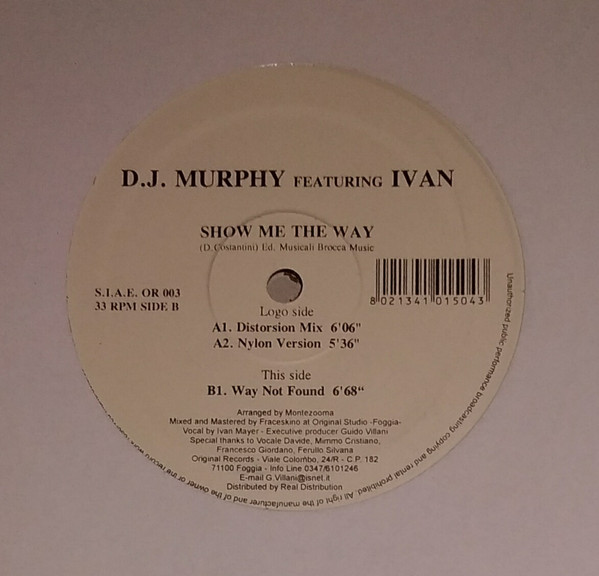 D.J. MURPHY FEATURING IVAN
SHOW ME THE WAY
(D.Costantini) Ed. Musicali Brocca Music
S.I.A.E. OR 003
33 RPM SIDE B
8 021341 015043
Logo side
A1. Distorsion Mix 6'06"
A2. Nylon Version 5'36"
This side
B1. Way Not Found 6'68“
Arranged by Montezooma
Mixed and Mastered by Fraceskino at Original Studio -Foggia-
Vocal by Ivan Mayer - Executive producer Guido Villani
Special thanks to Vocale Davide, Mimmo Cristiano,
Francesco Giordano, Ferullo Silvana
Original Records - Viale Colombo, 24/R - C.P. 182
71100 Foggia - Info Line 0347/6101246
E-mail G.Villani@isnet.it
Distributed by Real Distribution
Unauthorized public performance broadcasting copying and rental prohibited. All right of the manufacturer and of the owner of the record